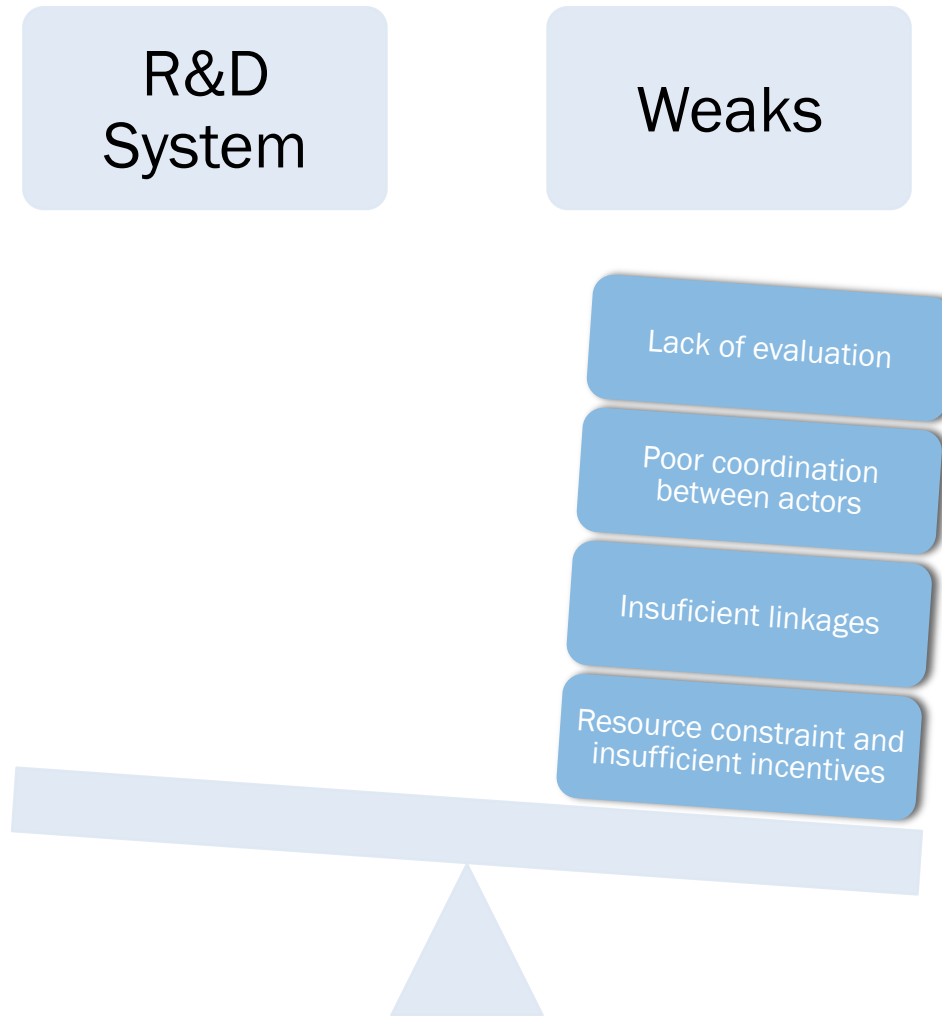 R&D
System
Weaks
Lack of evaluation
Poor coordination
between actors
Insuficient linkages
Resource constraint and
insufficient incentives